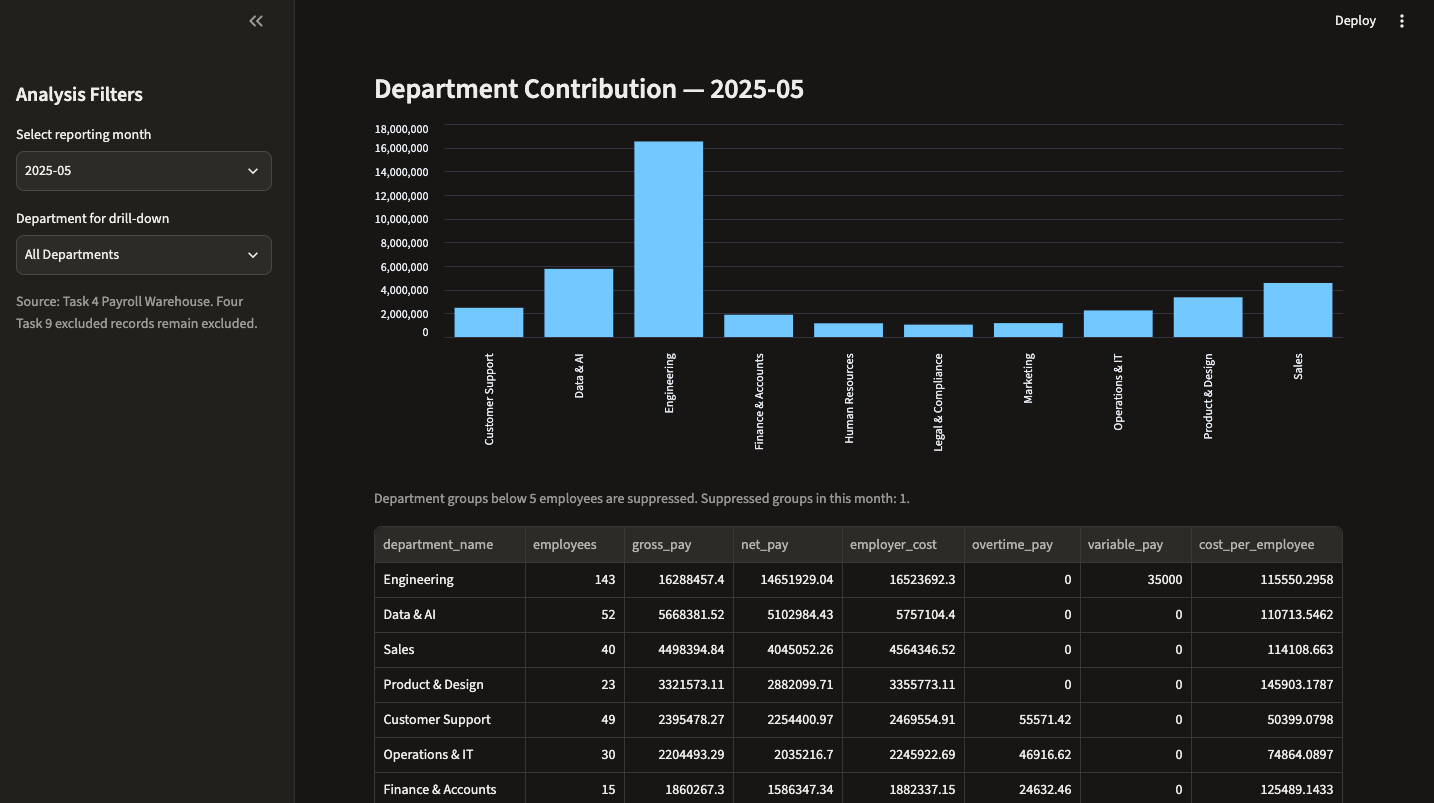 Deploy
Analysis Filters
Select reporting month
2025-05
Department for drill-down
All Departments
Source: Task 4 Payroll Warehouse. Four
Task 9 excluded records remain excluded.
Department Contribution — 2025-05
18,000,000
16,000,000
14,000,000
12,000,000
10,000,000
8,000,000
6,000,000
4,000,000
2,000,000
0
Customer Support
Data & AI
Engineering
Finance & Accounts
Human Resources
Legal & Compliance
Marketing
Operations & IT
Product & Design
Sales
Department groups below 5 employees are suppressed. Suppressed groups in this month: 1.
department_name employees gross_pay net_pay employer_cost overtime_pay variable_pay cost_per_employee
Engineering 143 16288457.4 14651929.04 16523692.3 0 35000 115550.2958
Data & AI 52 5668381.52 5102984.43 5757104.4 0 0 110713.5462
Sales 40 4498394.84 4045052.26 4564346.52 0 0 114108.663
Product & Design 23 3321573.11 2882099.71 3355773.11 0 0 145903.1787
Customer Support 49 2395478.27 2254400.97 2469554.91 55571.42 0 50399.0798
Operations & IT 30 2204493.29 2035216.7 2245922.69 46916.62 0 74864.0897
Finance & Accounts 15 1860267.3 1586347.34 1882337.15 24632.46 0 125489.1433